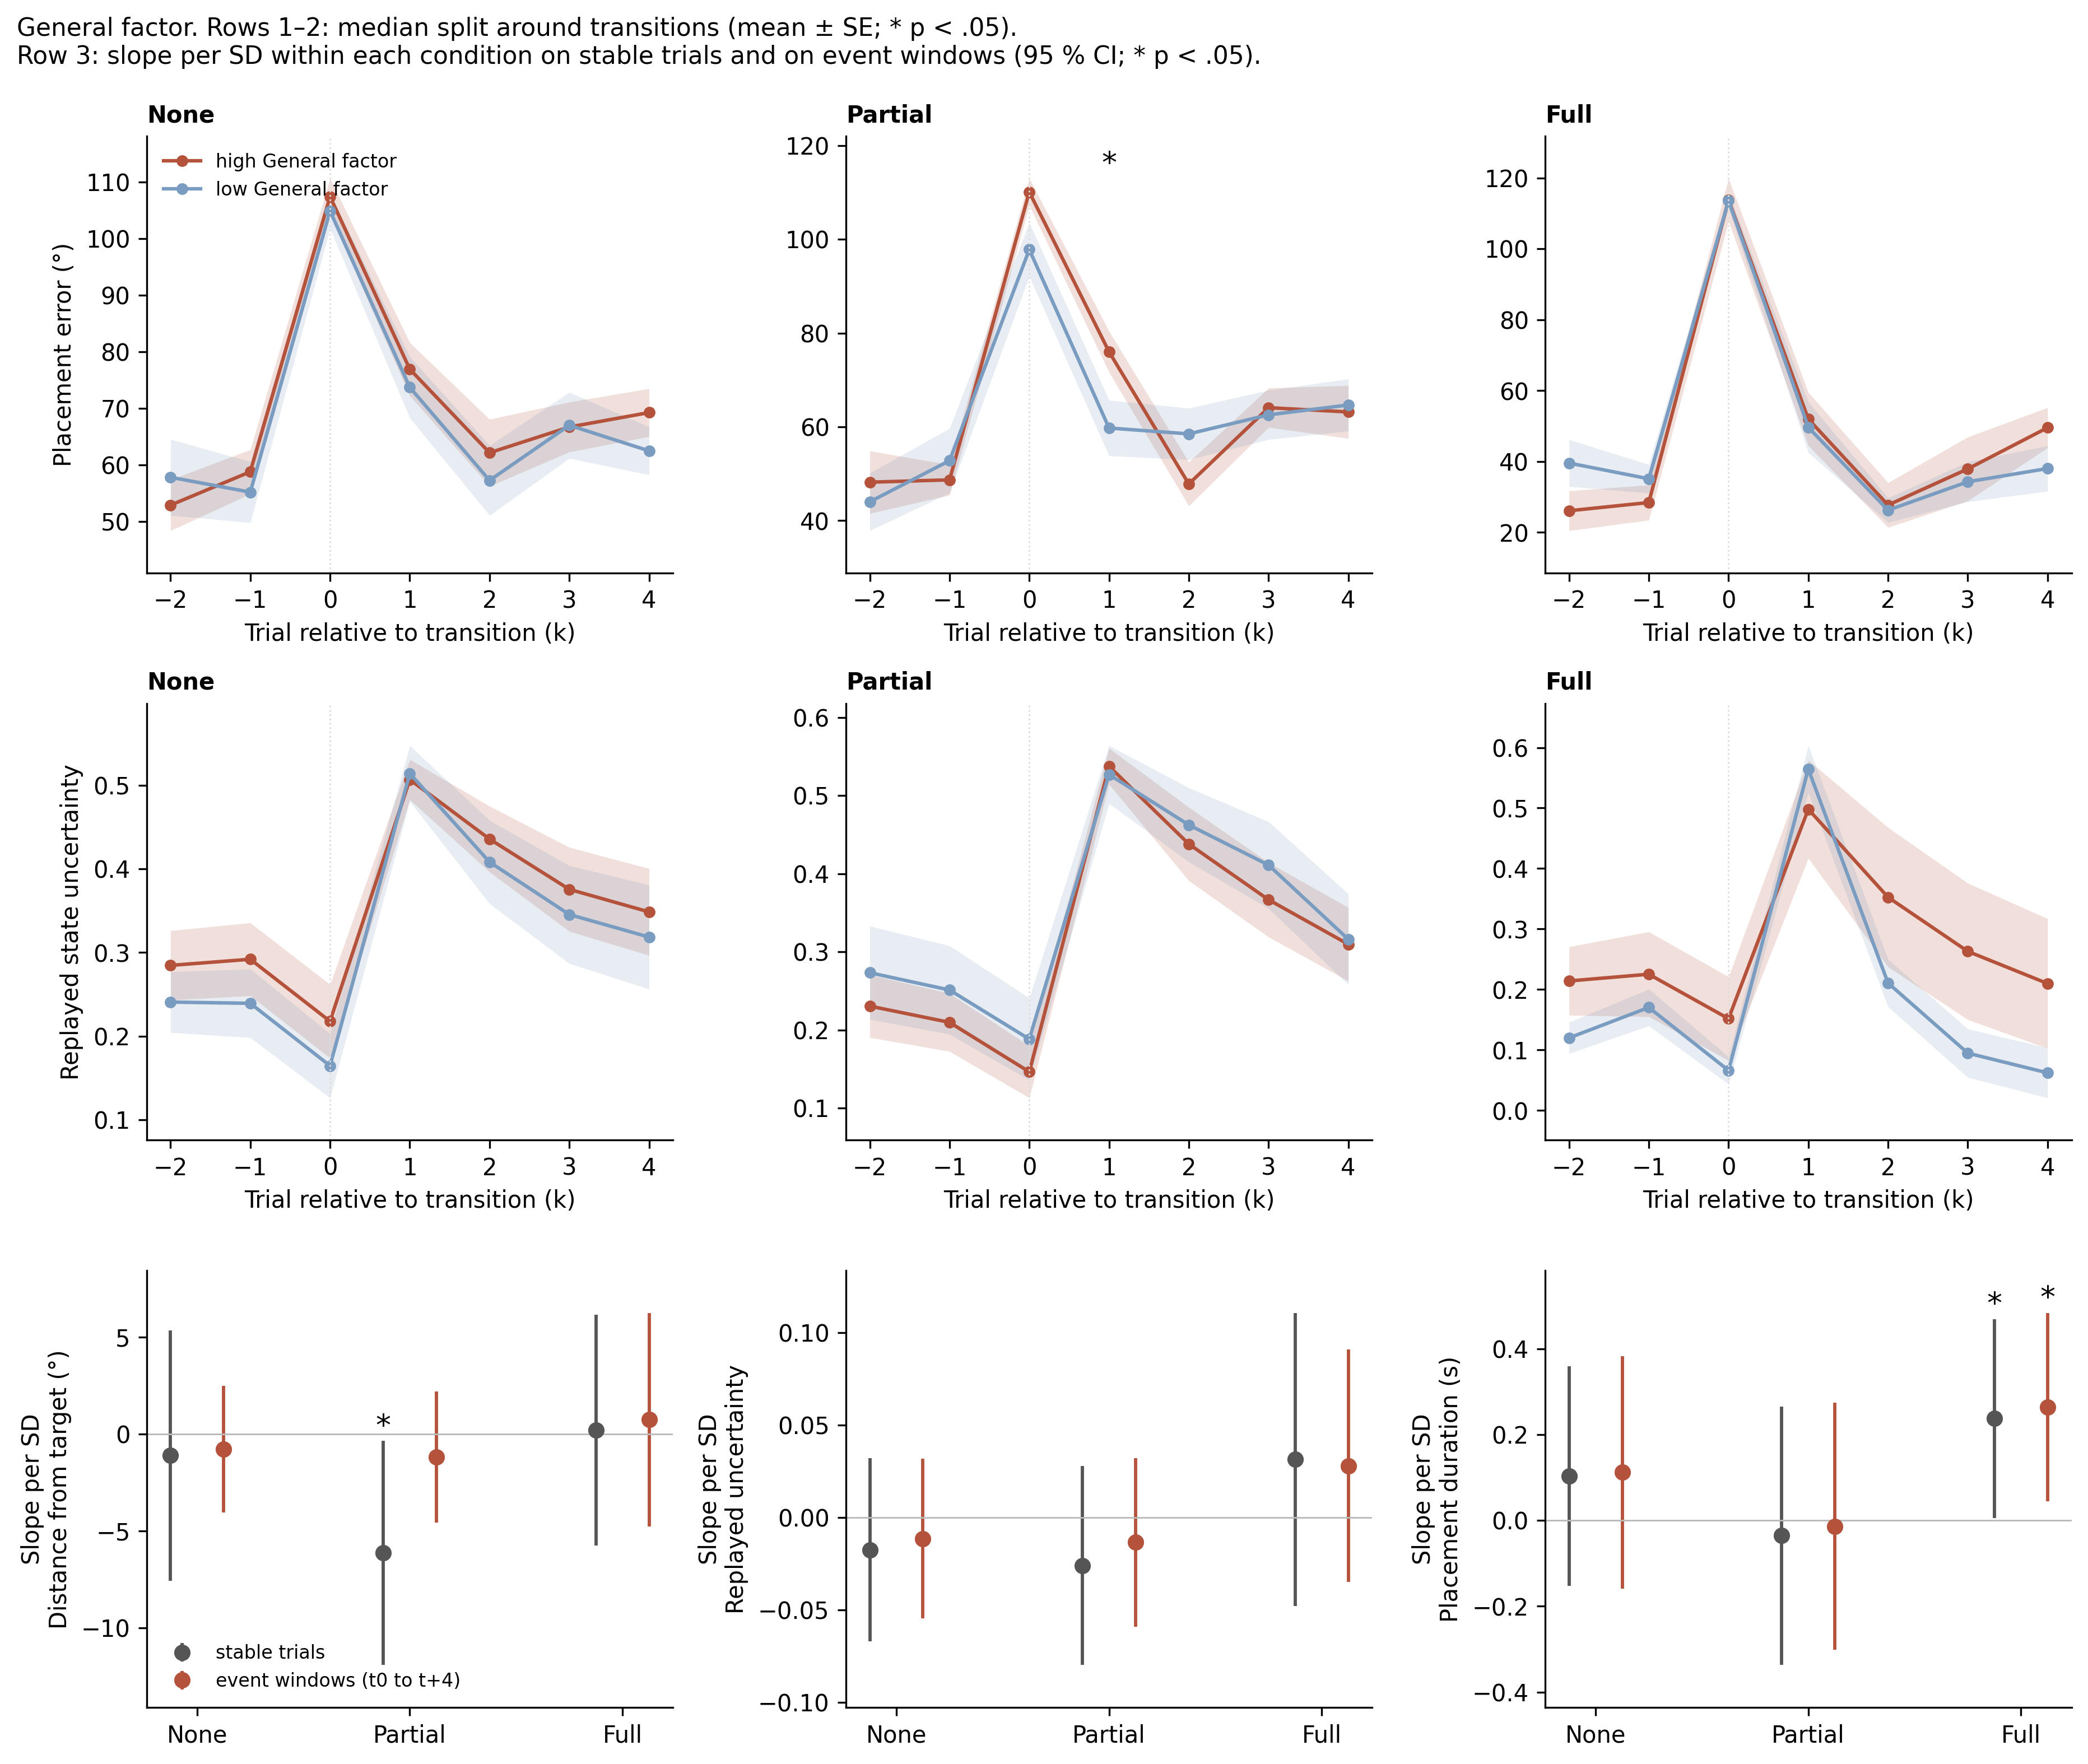 General factor. Rows 1–2: median split around transitions (mean ± SE; * p < .05).
Row 3: slope per SD within each condition on stable trials and on event windows (95 % CI; * p < .05).
None
high General factor
low General factor
Placement error (°)
110
100
90
80
70
60
50
−2 −1 0 1 2 3 4
Trial relative to transition (k)
Partial
*
120
100
80
60
40
−2 −1 0 1 2 3 4
Trial relative to transition (k)
Full
120
100
80
60
40
20
−2 −1 0 1 2 3 4
Trial relative to transition (k)
None
Replayed state uncertainty
0.5
0.4
0.3
0.2
0.1
−2 −1 0 1 2 3 4
Trial relative to transition (k)
Partial
0.6
0.5
0.4
0.3
0.2
0.1
−2 −1 0 1 2 3 4
Trial relative to transition (k)
Full
0.6
0.5
0.4
0.3
0.2
0.1
0.0
−2 −1 0 1 2 3 4
Trial relative to transition (k)
Slope per SD
Distance from target (°)
5
0
−5
−10
*
stable trials
event windows (t0 to t+4)
None Partial Full
Slope per SD
Replayed uncertainty
0.10
0.05
0.00
−0.05
−0.10
None Partial Full
Slope per SD
Placement duration (s)
0.4
0.2
0.0
−0.2
−0.4
* *
None Partial Full